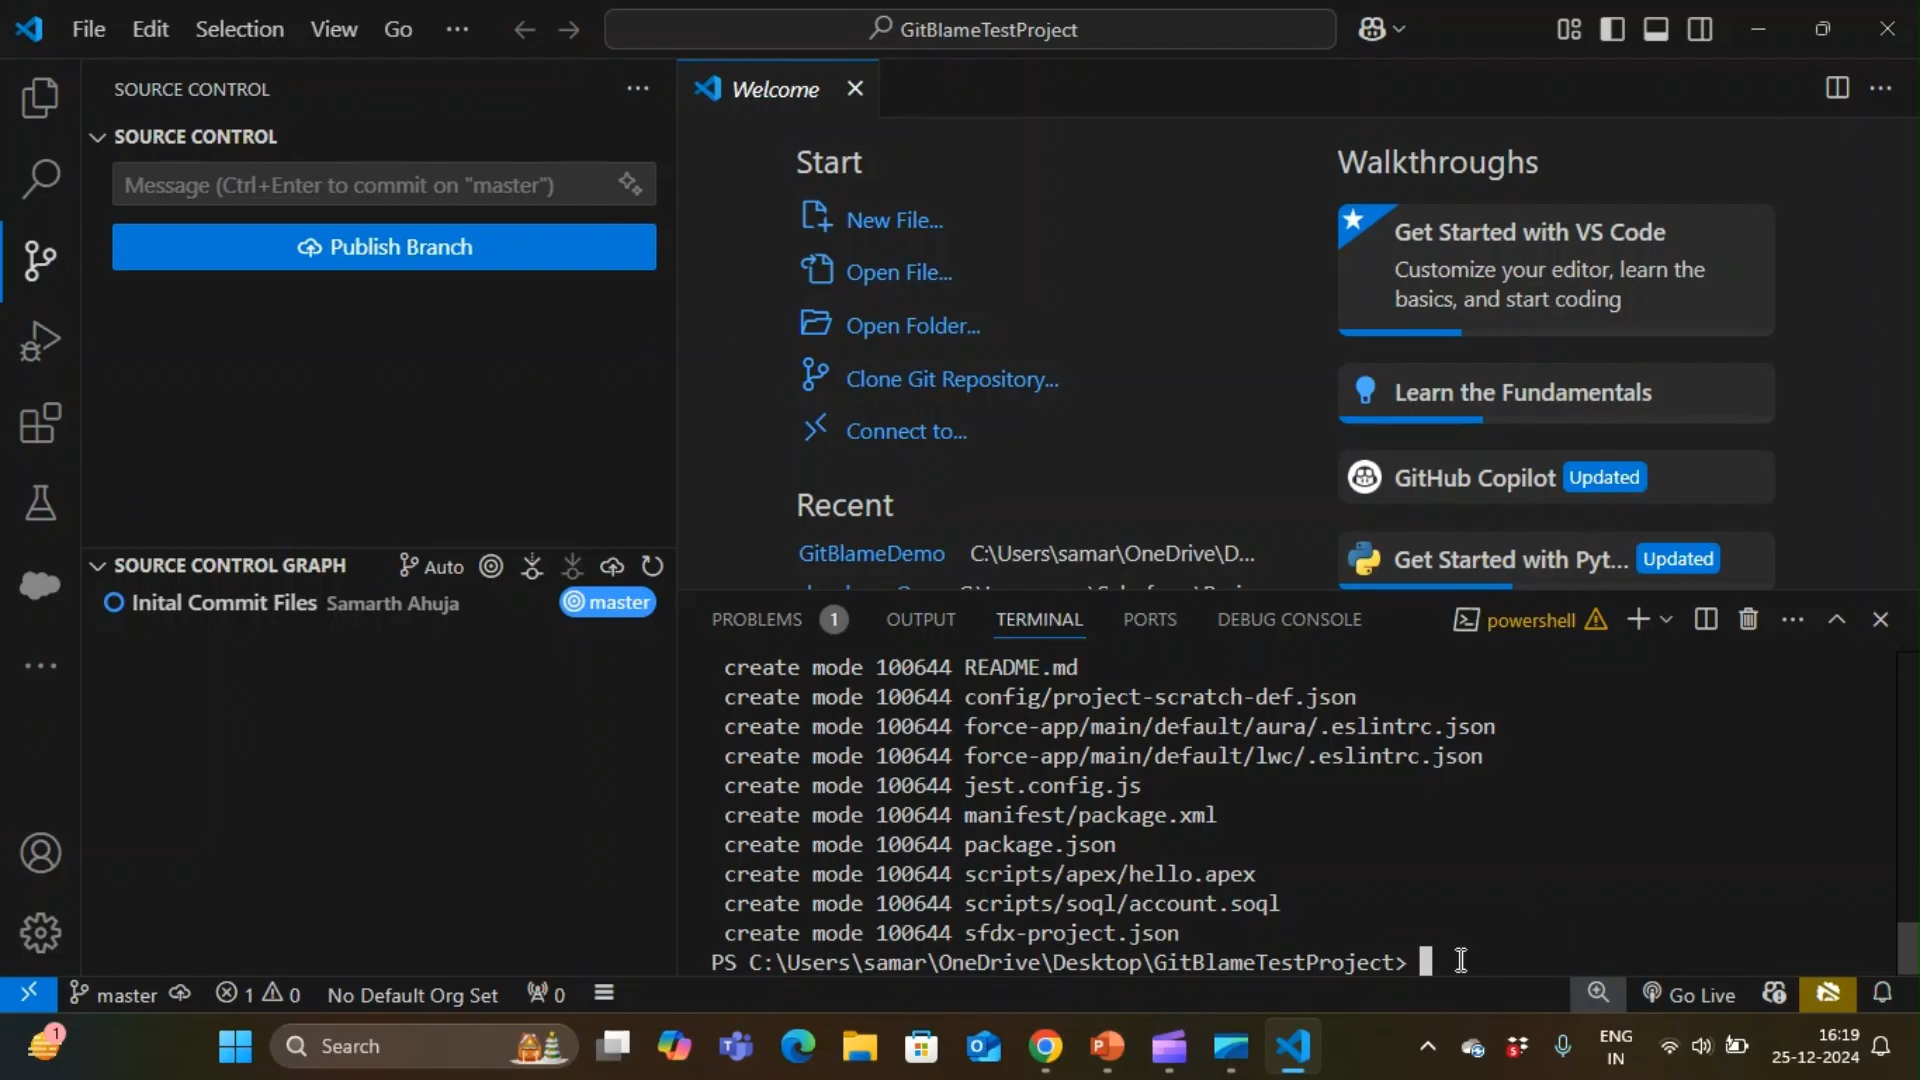 File Edit Selection View Go
GitBlameTestProject
SOURCE CONTROL
SOURCE CONTROL
Message (Ctrl+Enter to commit on "master")
Publish Branch
SOURCE CONTROL GRAPH Auto
Inital Commit Files Samarth Ahuja master
Welcome
Start
New File...
Open File...
Open Folder...
Clone Git Repository...
Connect to...
Recent
GitBlameDemo C:\Users\samar\OneDrive\D...
Walkthroughs
Get Started with VS Code
Customize your editor, learn the
basics, and start coding
Learn the Fundamentals
GitHub Copilot Updated
Get Started with Pyt... Updated
PROBLEMS 1 OUTPUT TERMINAL PORTS DEBUG CONSOLE powershell
create mode 100644 README.md
create mode 100644 config/project-scratch-def.json
create mode 100644 force-app/main/default/aura/.eslintrc.json
create mode 100644 force-app/main/default/lwc/.eslintrc.json
create mode 100644 jest.config.js
create mode 100644 manifest/package.xml
create mode 100644 package.json
create mode 100644 scripts/apex/hello.apex
create mode 100644 scripts/soql/account.soql
create mode 100644 sfdx-project.json
PS C:\Users\samar\OneDrive\Desktop\GitBlameTestProject>
master 1 0 No Default Org Set 0 Go Live
1 Search ENG 16:19
IN 25-12-2024